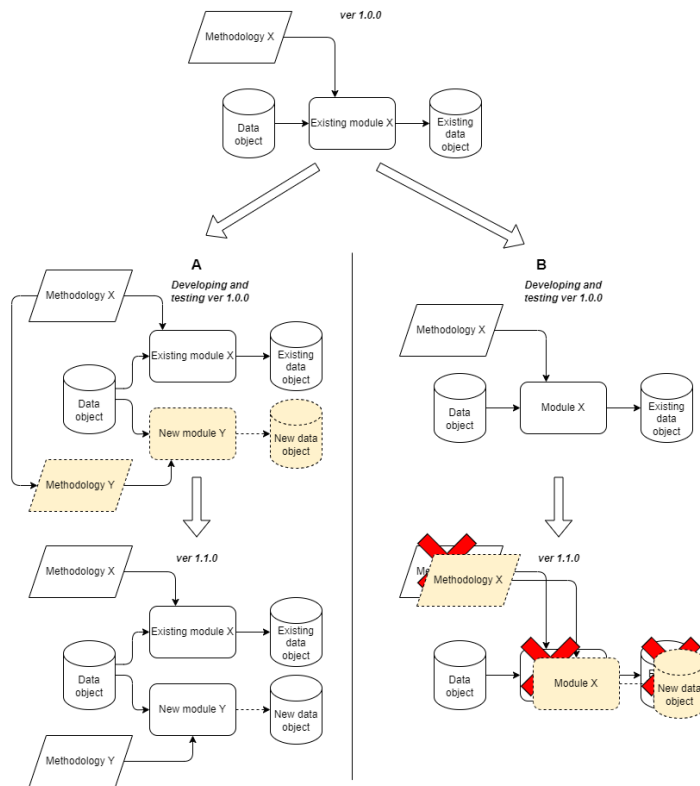 ver 1.0.0
Methodology X
Data
object
Existing module X
Existing
data
object
A
Developing and
testing ver 1.0.0
Methodology X
Existing module X
Existing
data
object
Data
object
New module Y
New data
object
Methodology Y
ver 1.1.0
Methodology X
Existing module X
Existing
data
object
Data
object
New module Y
New data
object
Methodology Y
B
Developing and
testing ver 1.0.0
Methodology X
Data
object
Module X
Existing
data
object
ver 1.1.0
Methodology X
Data
object
Module X
New data
object